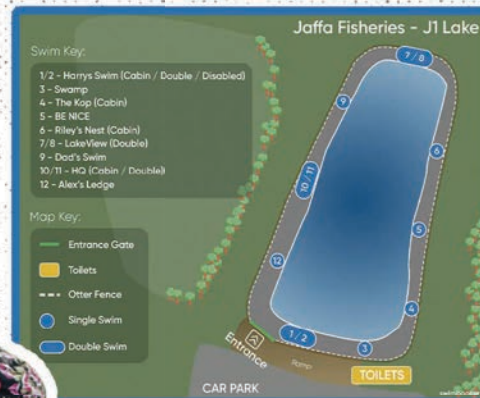 Jaffa Fisheries - J1 Lake
Swim Key:
1/2 - Harrys Swim (Cabin / Double / Disabled)
3 - Swamp
4 - The Kop (Cabin)
5 - BE NICE
6 - Riley's Nest (Cabin)
7/8 - LakeView (Double)
9 - Dad's Swim
10/11 - HQ (Cabin / Double)
12 - Alex's Ledge
Map Key:
Entrance Gate
Toilets
Otter Fence
Single Swim
Double Swim
7 / 8
9
6
10 / 11
5
12
4
1 / 2
3
Entrance
Ramp
TOILETS
CAR PARK